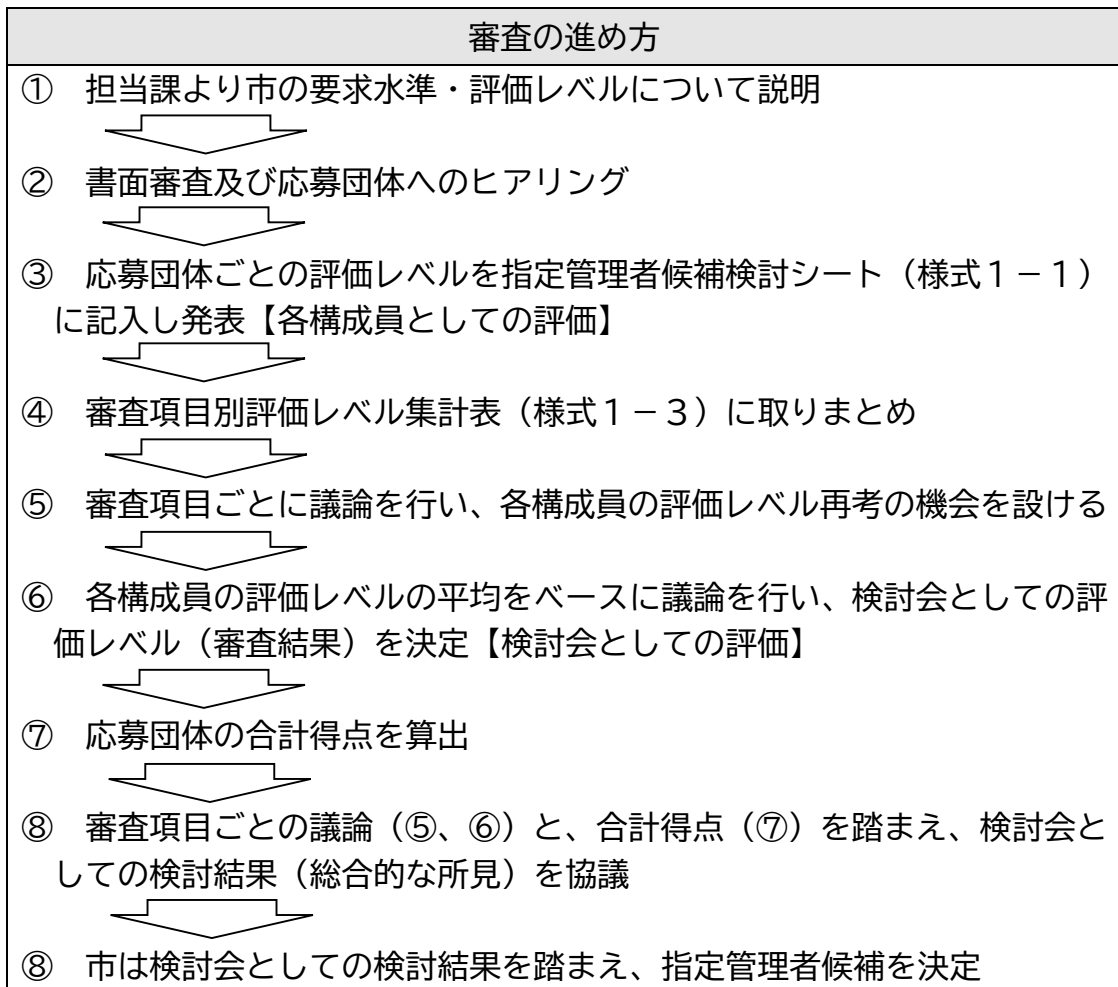 審査の進め方
① 担当課より市の要求水準・評価レベルについて説明
② 書面審査及び応募団体へのヒアリング
③ 応募団体ごとの評価レベルを指定管理者候補検討シート（様式１－１）
に記入し発表【各構成員としての評価】
④ 審査項目別評価レベル集計表（様式１－３）に取りまとめ
⑤ 審査項目ごとに議論を行い、各構成員の評価レベル再考の機会を設ける
⑥ 各構成員の評価レベルの平均をベースに議論を行い、検討会としての評
価レベル（審査結果）を決定【検討会としての評価】
⑦ 応募団体の合計得点を算出
⑧ 審査項目ごとの議論（⑤、⑥）と、合計得点（⑦）を踏まえ、検討会と
しての検討結果（総合的な所見）を協議
⑧ 市は検討会としての検討結果を踏まえ、指定管理者候補を決定